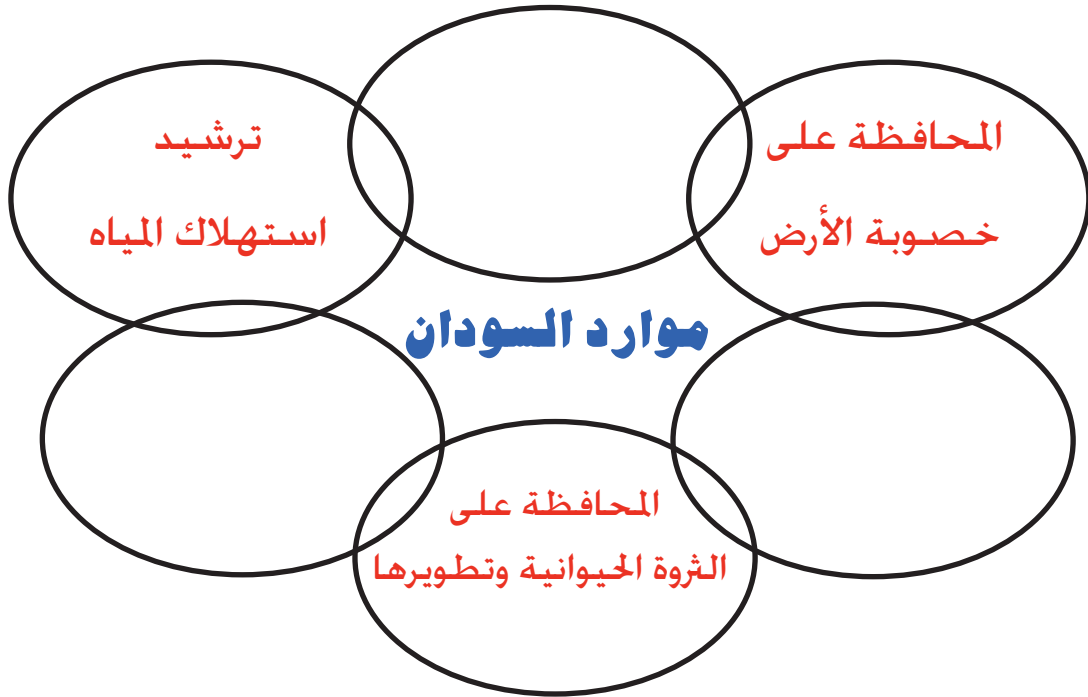 المحافظة على
خصوبة الأرض
ترشيد
استهلاك المياه
موارد السودان
المحافظة على
الثروة الحيوانية وتطويرها